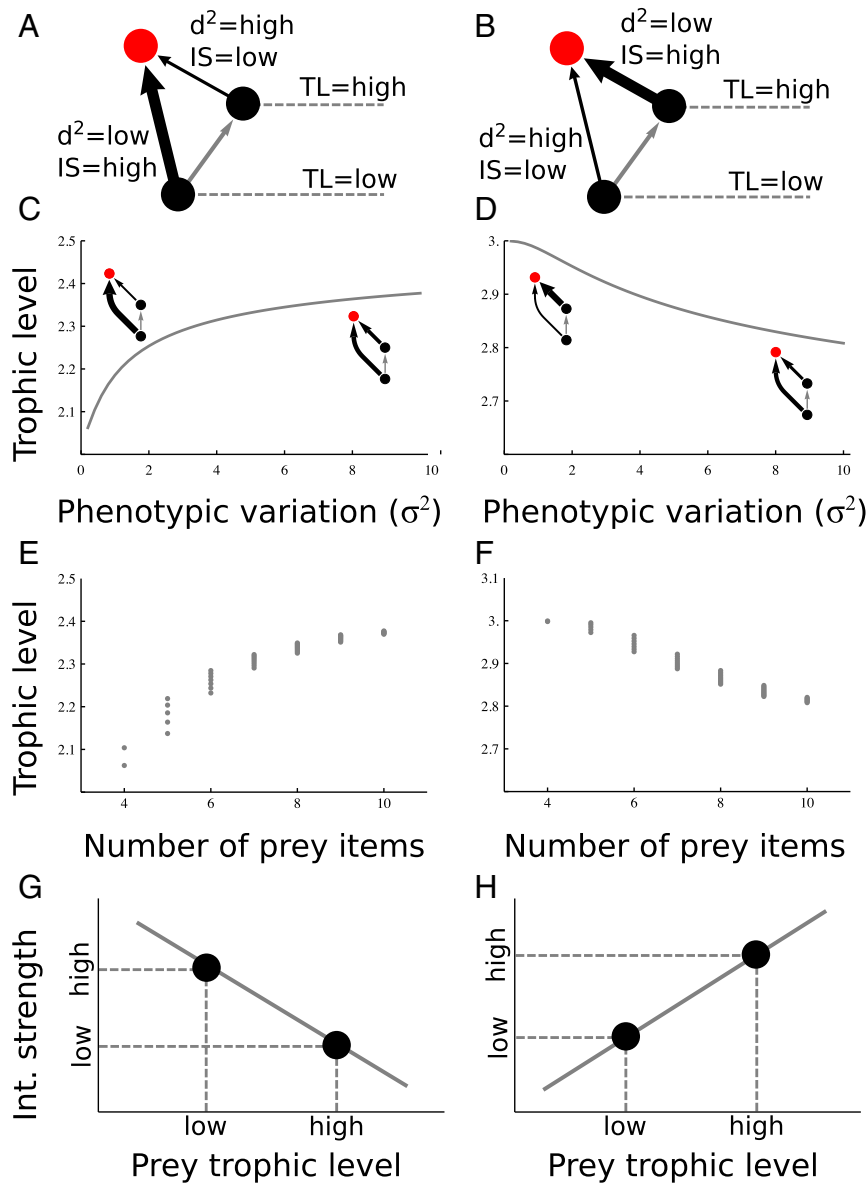 A
d²=high
IS=low
TL=high
d²=low
IS=high
TL=low
B
d²=low
IS=high
TL=high
d²=high
IS=low
TL=low
C
Trophic level
2.5
2.4
2.3
2.2
2.1
0 2 4 6 8 10
Phenotypic variation (σ²)
D
3.
2.9
2.8
2.7
0 2 4 6 8 10
Phenotypic variation (σ²)
E
Trophic level
2.5
2.4
2.3
2.2
2.1
4 6 8 10
Number of prey items
F
3.1
3.
2.9
2.8
2.7
4 6 8 10
Number of prey items
G
Int. strength
high
low
low high
Prey trophic level
H
high
low
low high
Prey trophic level